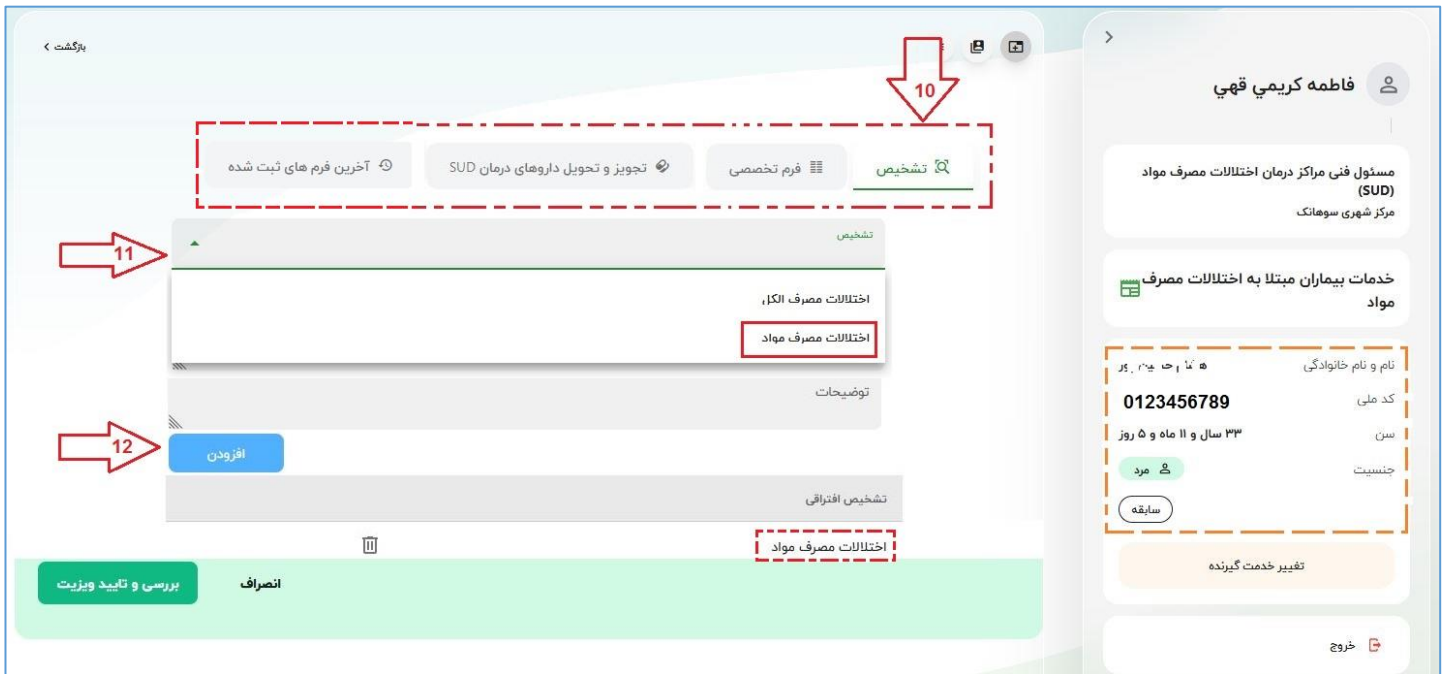 بازگشت
10
تشخیص
فرم تخصصی
تجویز و تحویل داروهای درمان SUD
آخرین فرم های ثبت شده
تشخیص
11
اختلالات مصرف الکل
اختلالات مصرف مواد
توضیحات
12
افزودن
تشخیص افتراقی
اختلالات مصرف مواد
انصراف
بررسی و تایید ویزیت
فاطمه کریمي قهي
مسئول فنی مراکز درمان اختلالات مصرف مواد
(SUD)
مرکز شهری سوهانک
خدمات بیماران مبتلا به اختلالات مصرف
مواد
نام و نام خانوادگی
کد ملی 0123456789
سن ۳۳ سال و ۱۱ ماه و ۵ روز
جنسیت مرد
سابقه
تغییر خدمت گیرنده
خروج